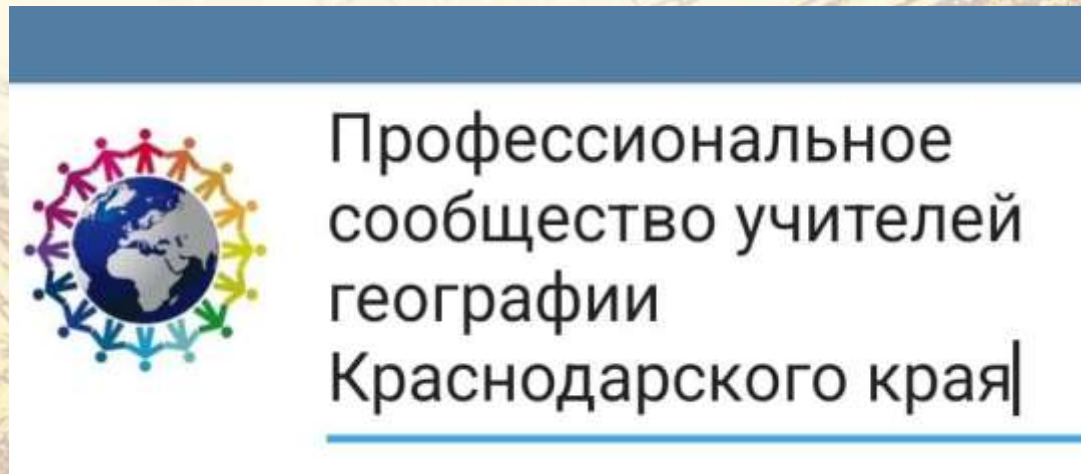 Профессиональное
сообщество учителей
географии
Краснодарского края